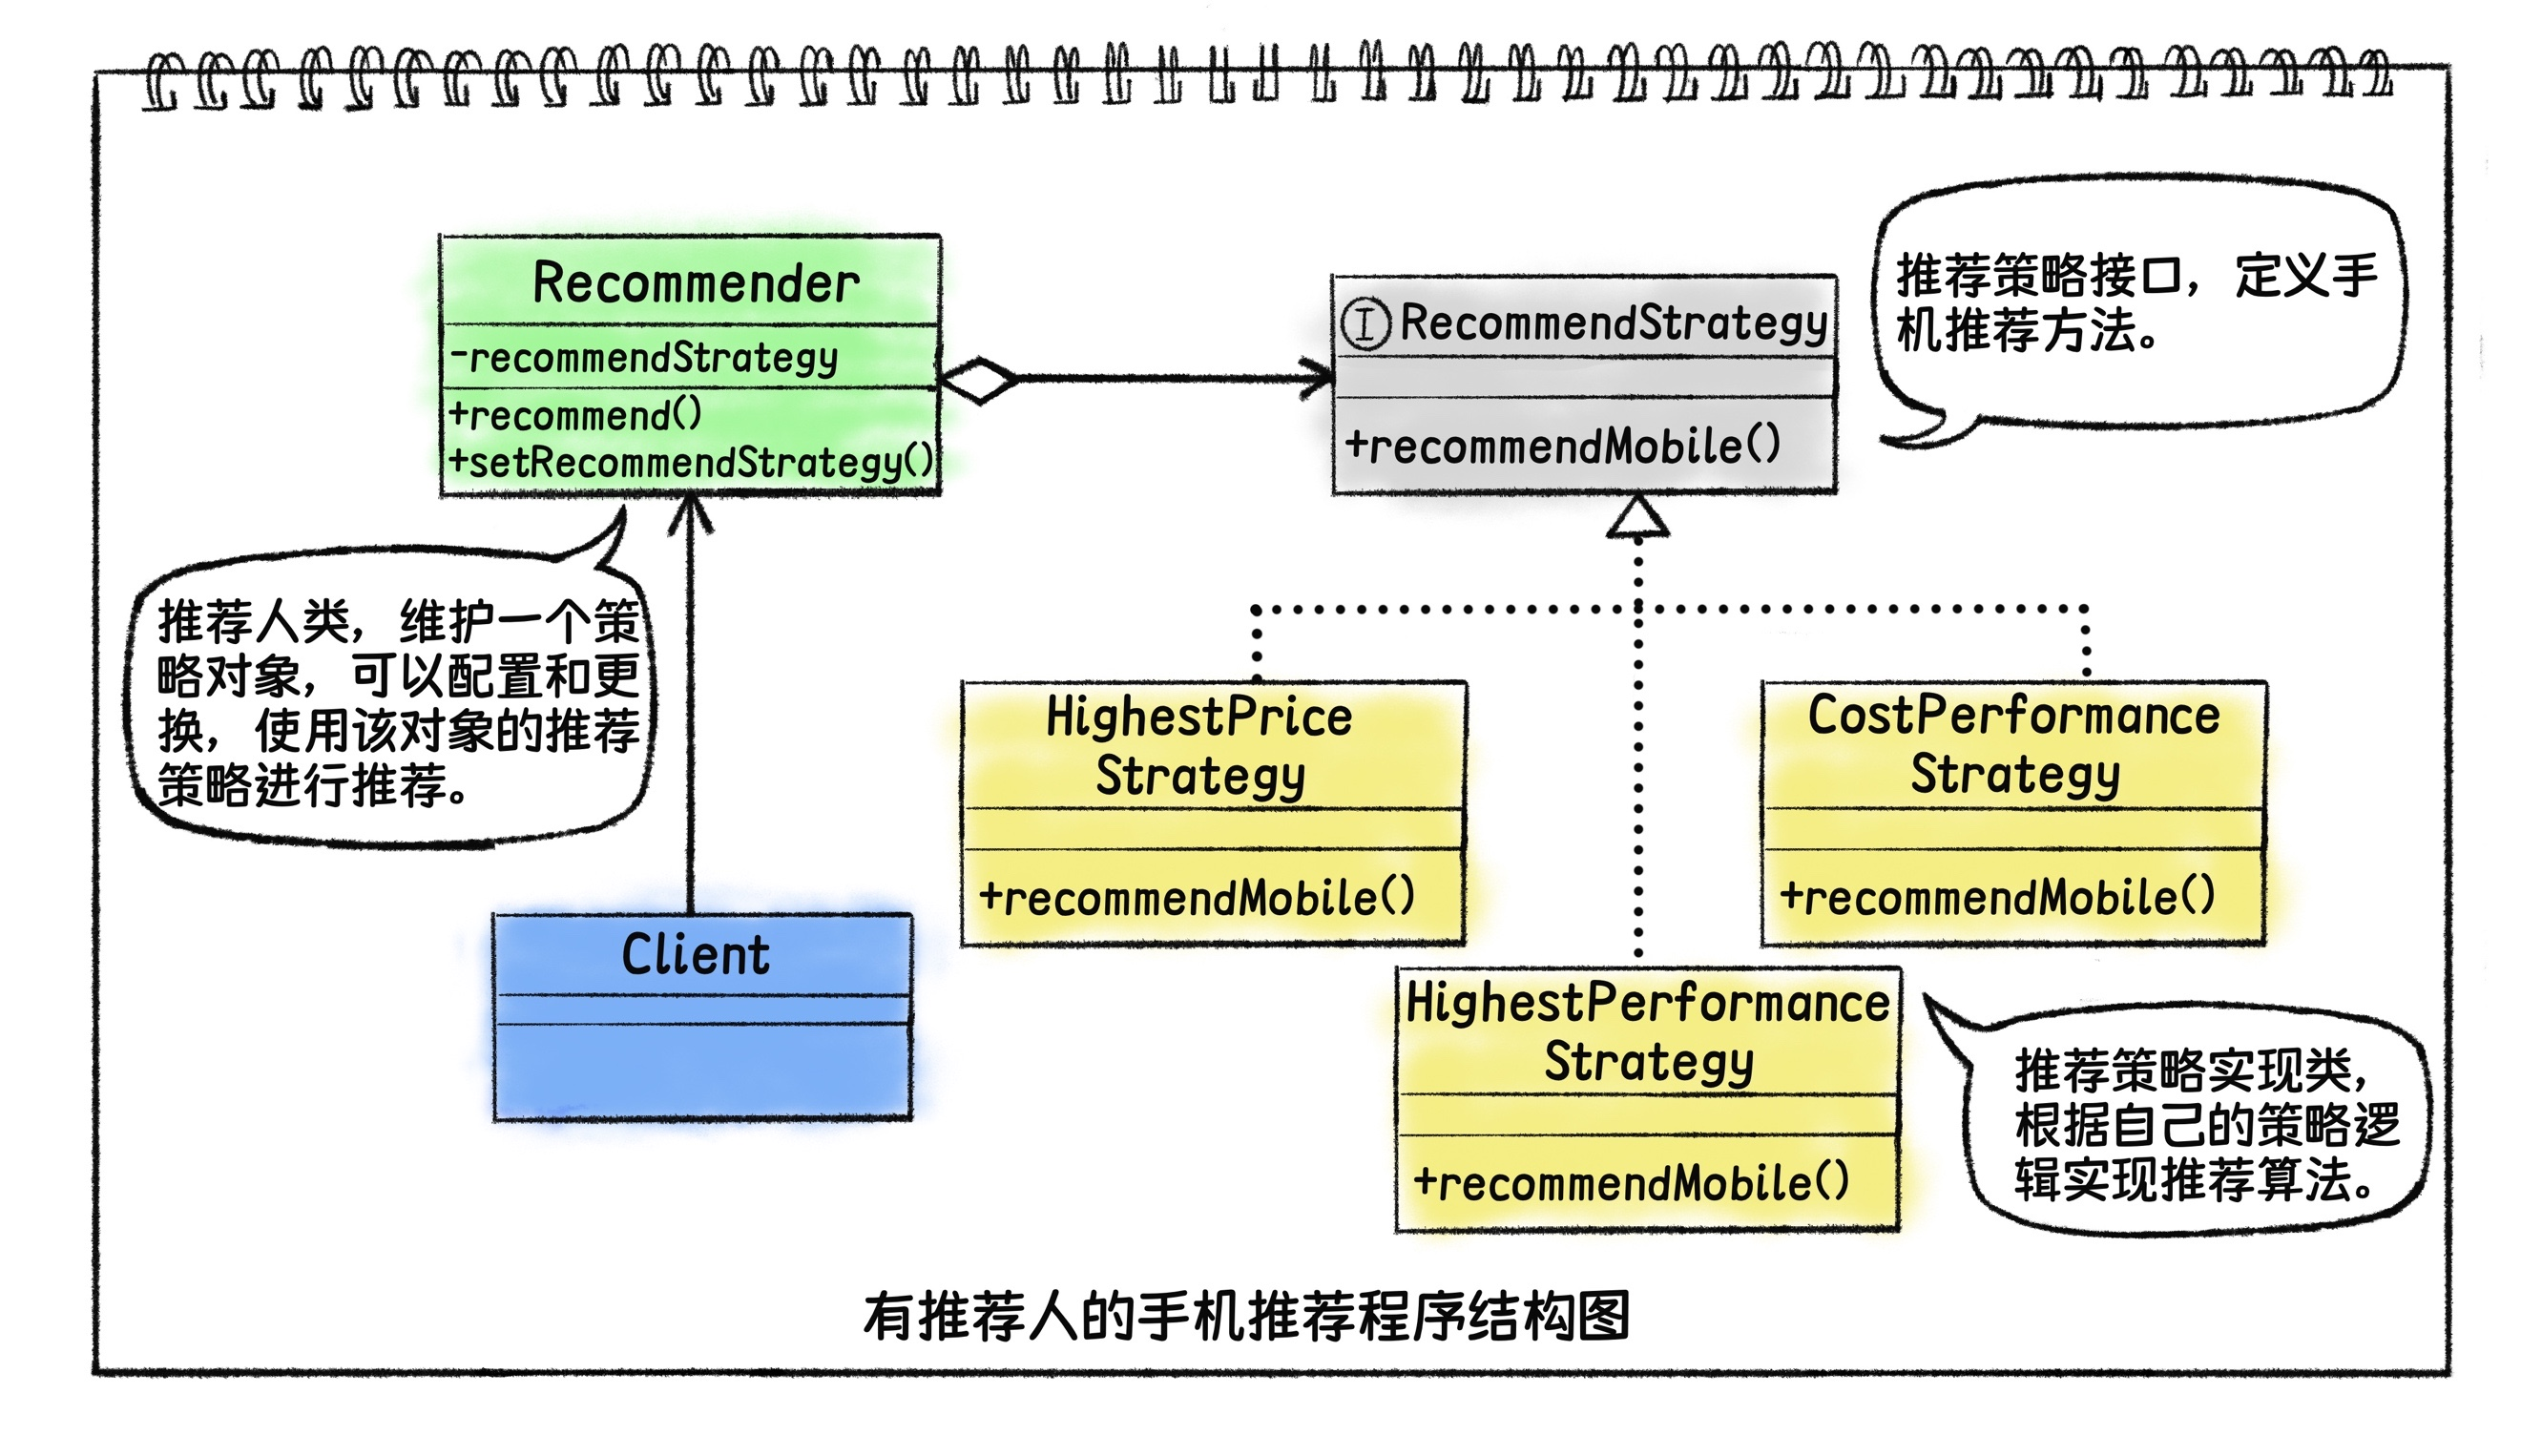 Recommender
-recommendStrategy
+recommend()
+setRecommendStrategy()
I RecommendStrategy
+recommendMobile()
推荐策略接口，定义手
机推荐方法。
推荐人类，维护一个策
略对象，可以配置和更
换，使用该对象的推荐
策略进行推荐。
HighestPrice
Strategy
+recommendMobile()
CostPerformance
Strategy
+recommendMobile()
Client
HighestPerformance
Strategy
+recommendMobile()
推荐策略实现类，
根据自己的策略逻
辑实现推荐算法。
有推荐人的手机推荐程序结构图